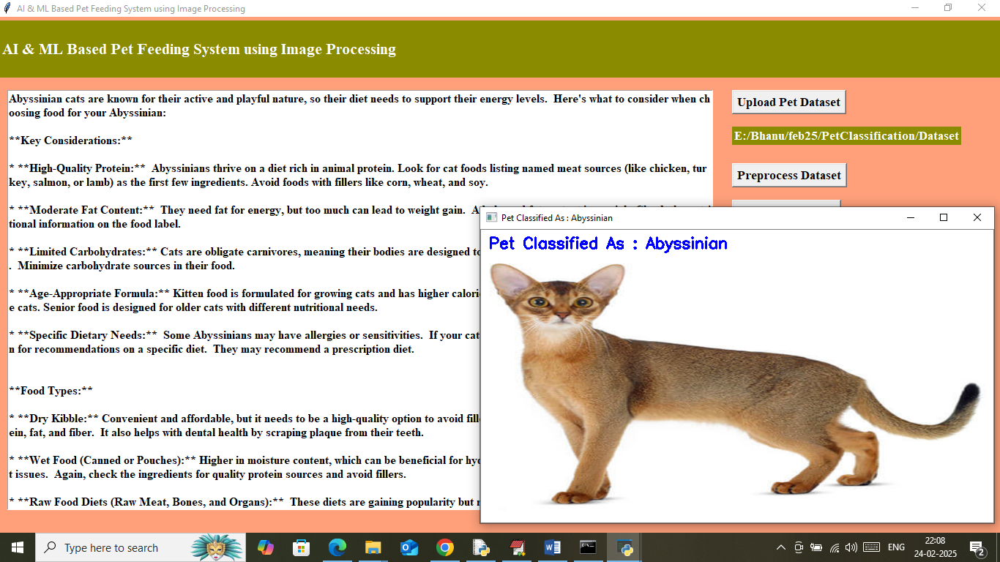 AI & ML Based Pet Feeding System using Image Processing
AI & ML Based Pet Feeding System using Image Processing
Abyssinian cats are known for their active and playful nature, so their diet needs to support their energy levels.  Here's what to consider when ch
oosing food for your Abyssinian:
**Key Considerations:**
* **High-Quality Protein:**  Abyssinians thrive on a diet rich in animal protein. Look for cat foods listing named meat sources (like chicken, tur
key, salmon, or lamb) as the first few ingredients. Avoid foods with fillers like corn, wheat, and soy.
* **Moderate Fat Content:**  They need fat for energy, but too much can lead to weight gain.
tional information on the food label.
* **Limited Carbohydrates:** Cats are obligate carnivores, meaning their bodies are designed to
.  Minimize carbohydrate sources in their food.
* **Age-Appropriate Formula:** Kitten food is formulated for growing cats and has higher calori
e cats. Senior food is designed for older cats with different nutritional needs.
* **Specific Dietary Needs:**  Some Abyssinians may have allergies or sensitivities.  If your cat
n for recommendations on a specific diet.  They may recommend a prescription diet.
**Food Types:**
* **Dry Kibble:** Convenient and affordable, but it needs to be a high-quality option to avoid fill
ein, fat, and fiber.  It also helps with dental health by scraping plaque from their teeth.
* **Wet Food (Canned or Pouches):** Higher in moisture content, which can be beneficial for hyd
t issues.  Again, check the ingredients for quality protein sources and avoid fillers.
* **Raw Food Diets (Raw Meat, Bones, and Organs):**  These diets are gaining popularity but
Upload Pet Dataset
E:/Bhanu/feb25/PetClassification/Dataset
Preprocess Dataset
Pet Classified As : Abyssinian
Pet Classified As : Abyssinian
Type here to search
ENG
22:08
24-02-2025
2